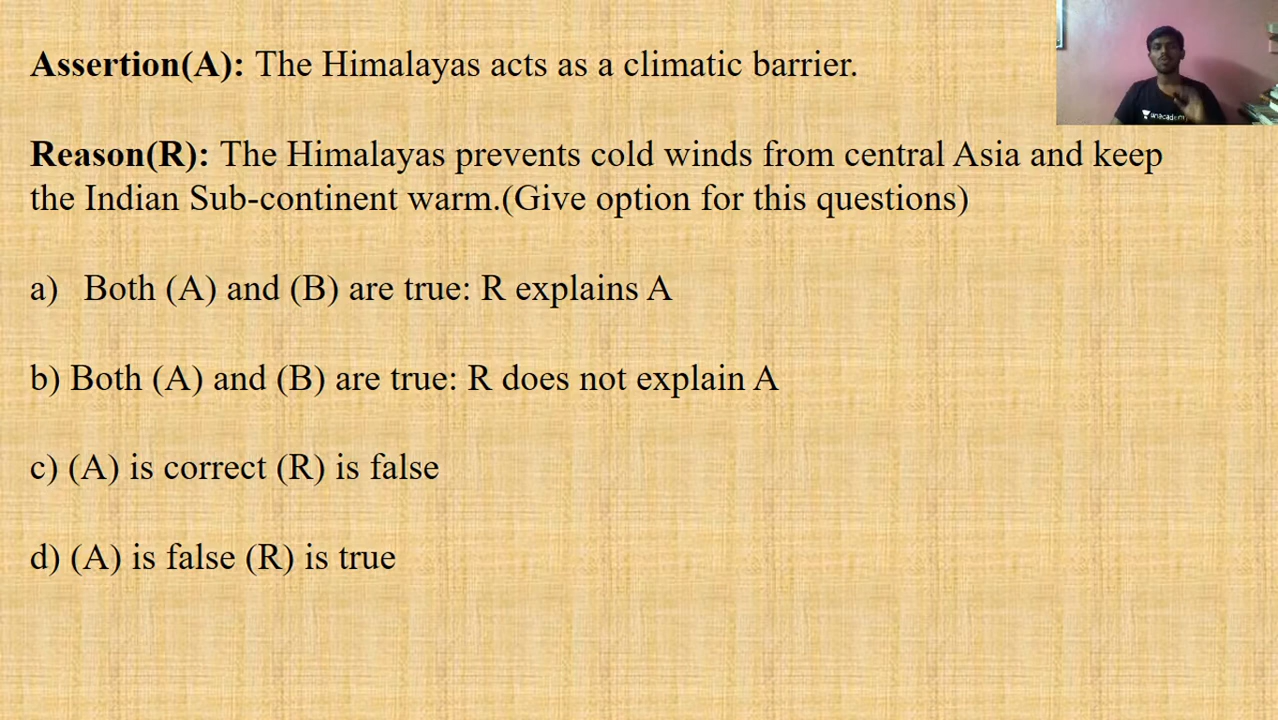 Assertion(A): The Himalayas acts as a climatic barrier.
Reason(R): The Himalayas prevents cold winds from central Asia and keep
the Indian Sub-continent warm.(Give option for this questions)
a) Both (A) and (B) are true: R explains A
b) Both (A) and (B) are true: R does not explain A
c) (A) is correct (R) is false
d) (A) is false (R) is true
unacademy